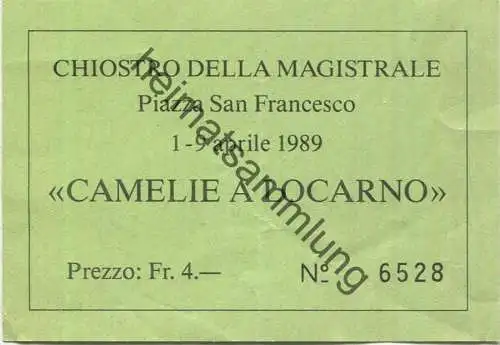 CHIOSTRO DELLA MAGISTRALE
Piazza San Francesco
1-9 aprile 1989
«CAMELIE A LOCARNO»
Prezzo: Fr. 4.—
Nº 6528
heimatsammlung